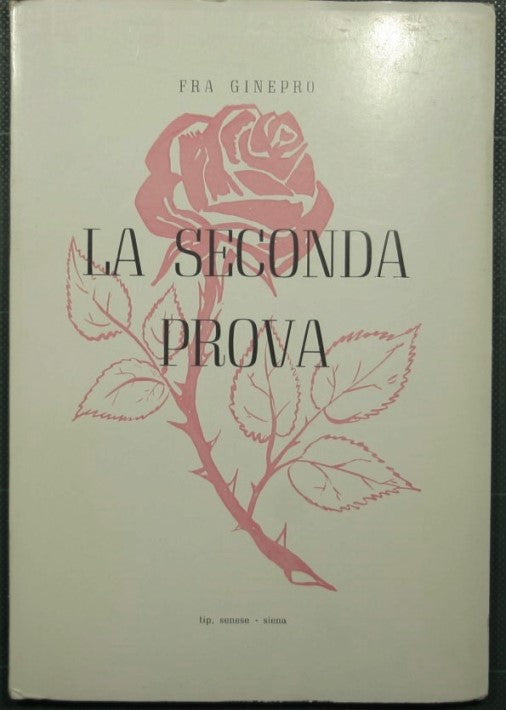 FRA GINEPRO
LA SECONDA
PROVA
tip. senese - siena